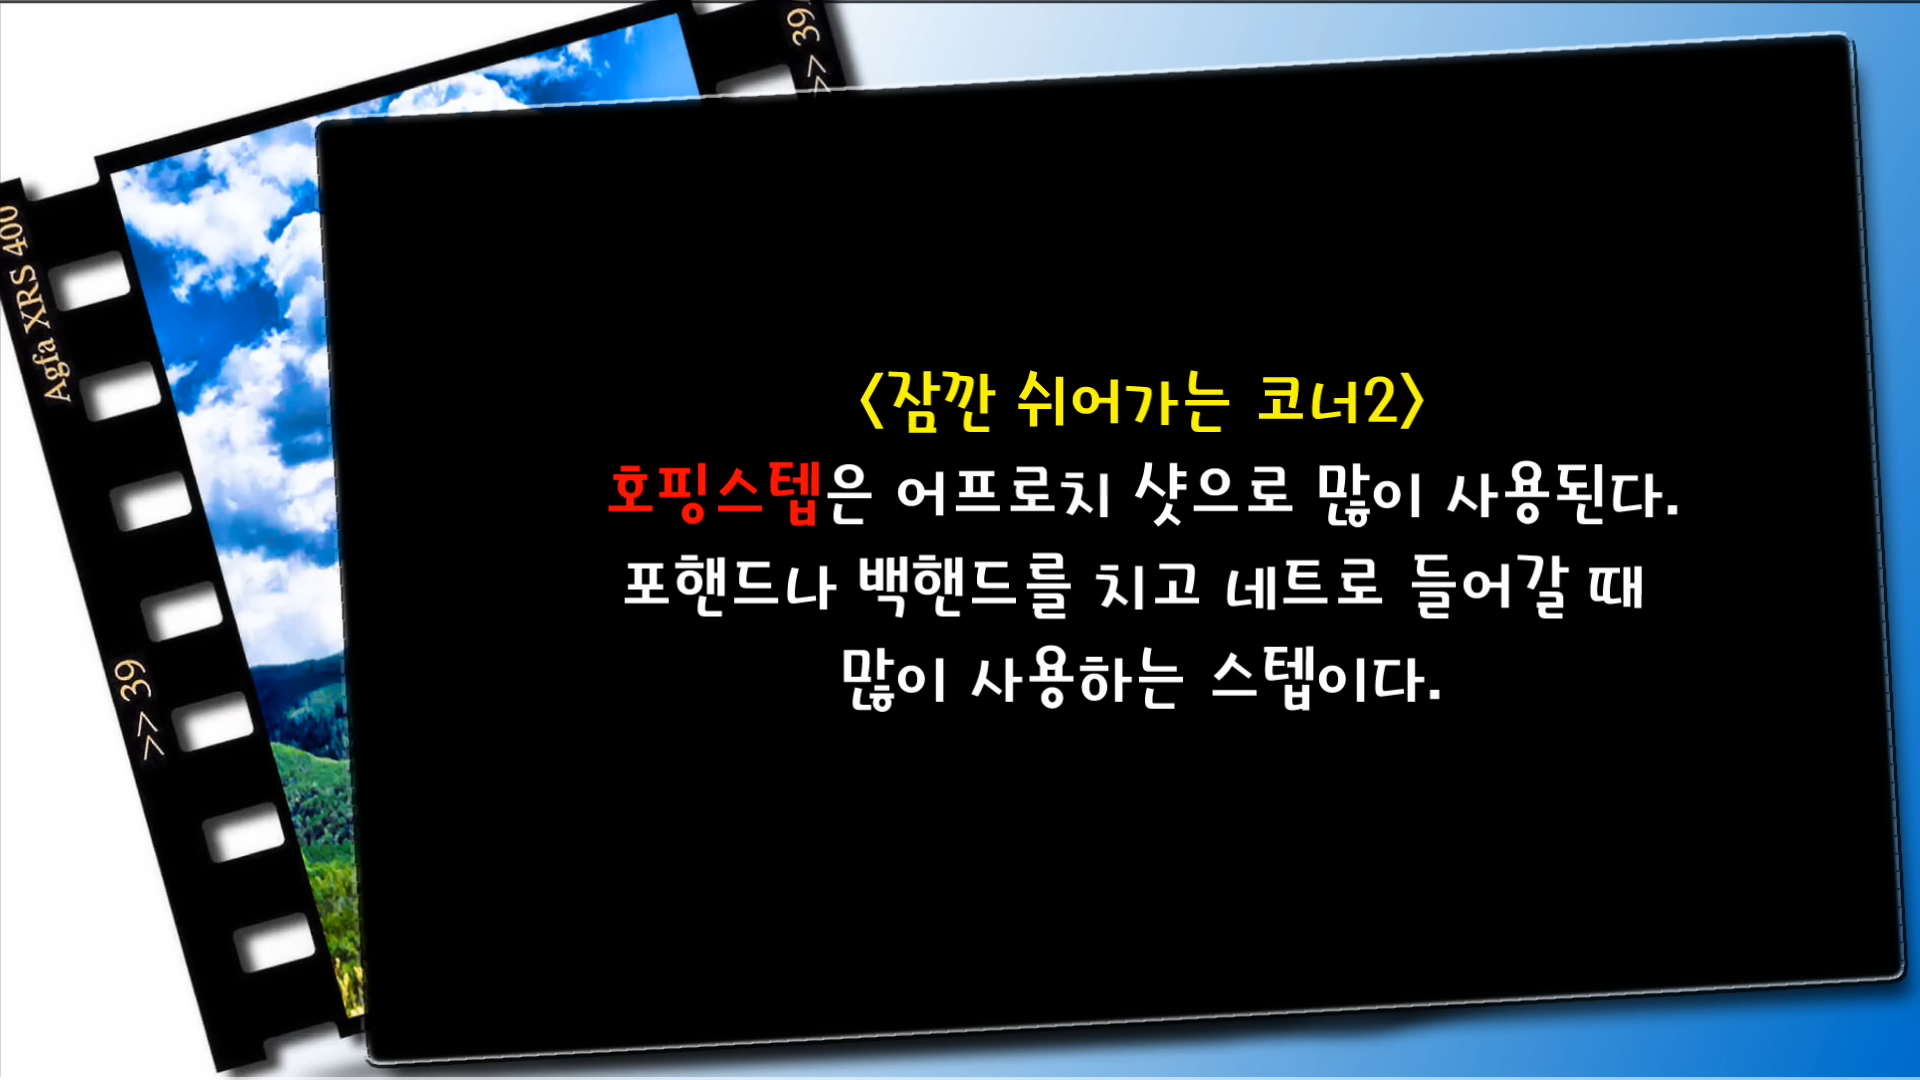 <잠깐 쉬어가는 코너2>
호핑스텝은 어프로치 샷으로 많이 사용된다.
포핸드나 백핸드를 치고 네트로 들어갈 때
많이 사용하는 스텝이다.
Agfa XRS 400
>> 39
>> 39